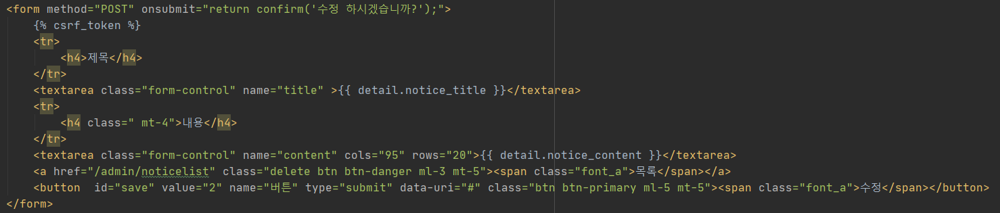 <form method="POST" onsubmit="return confirm('수정 하시겠습니까?');">
    {% csrf_token %}
    <tr>
        <h4>제목</h4>
    </tr>
    <textarea class="form-control" name="title" >{{ detail.notice_title }}</textarea>
    <tr>
        <h4 class=" mt-4">내용</h4>
    </tr>
    <textarea class="form-control" name="content" cols="95" rows="20">{{ detail.notice_content }}</textarea>
    <a href="/admin/noticelist" class="delete btn btn-danger ml-3 mt-5"><span class="font_a">목록</span></a>
    <button  id="save" value="2" name="버튼" type="submit" data-uri="#" class="btn btn-primary ml-5 mt-5"><span class="font_a">수정</span></button>
</form>